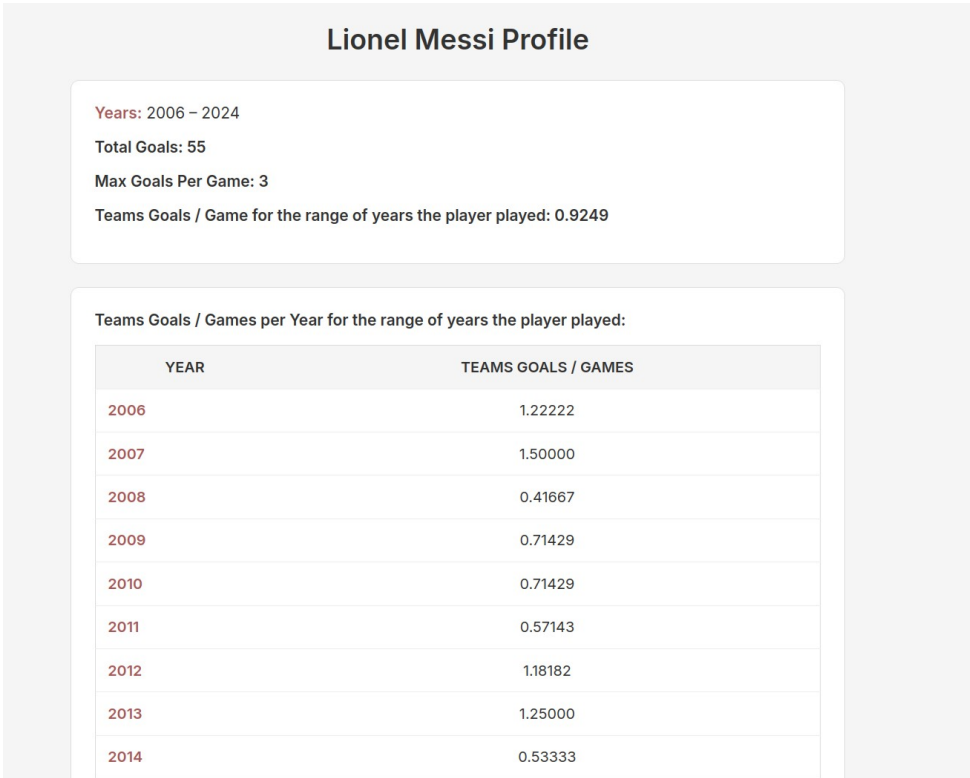 Lionel Messi Profile
Years: 2006 – 2024
Total Goals: 55
Max Goals Per Game: 3
Teams Goals / Game for the range of years the player played: 0.9249
Teams Goals / Games per Year for the range of years the player played:
YEAR TEAMS GOALS / GAMES
2006 1.22222
2007 1.50000
2008 0.41667
2009 0.71429
2010 0.71429
2011 0.57143
2012 1.18182
2013 1.25000
2014 0.53333